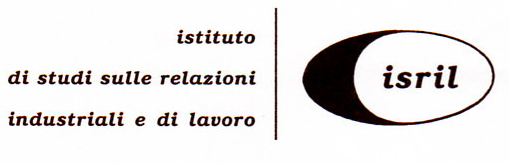 istituto
di studi sulle relazioni
industriali e di lavoro
isril